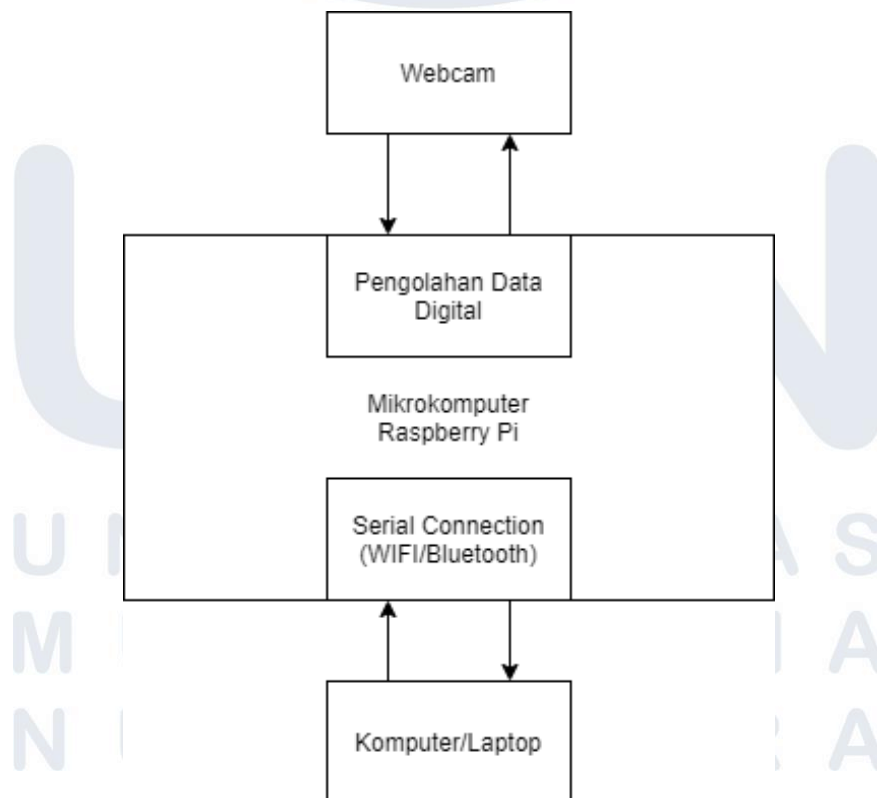 Webcam
Pengolahan Data
Digital
Mikrokomputer
Raspberry Pi
Serial Connection
(WIFI/Bluetooth)
Komputer/Laptop